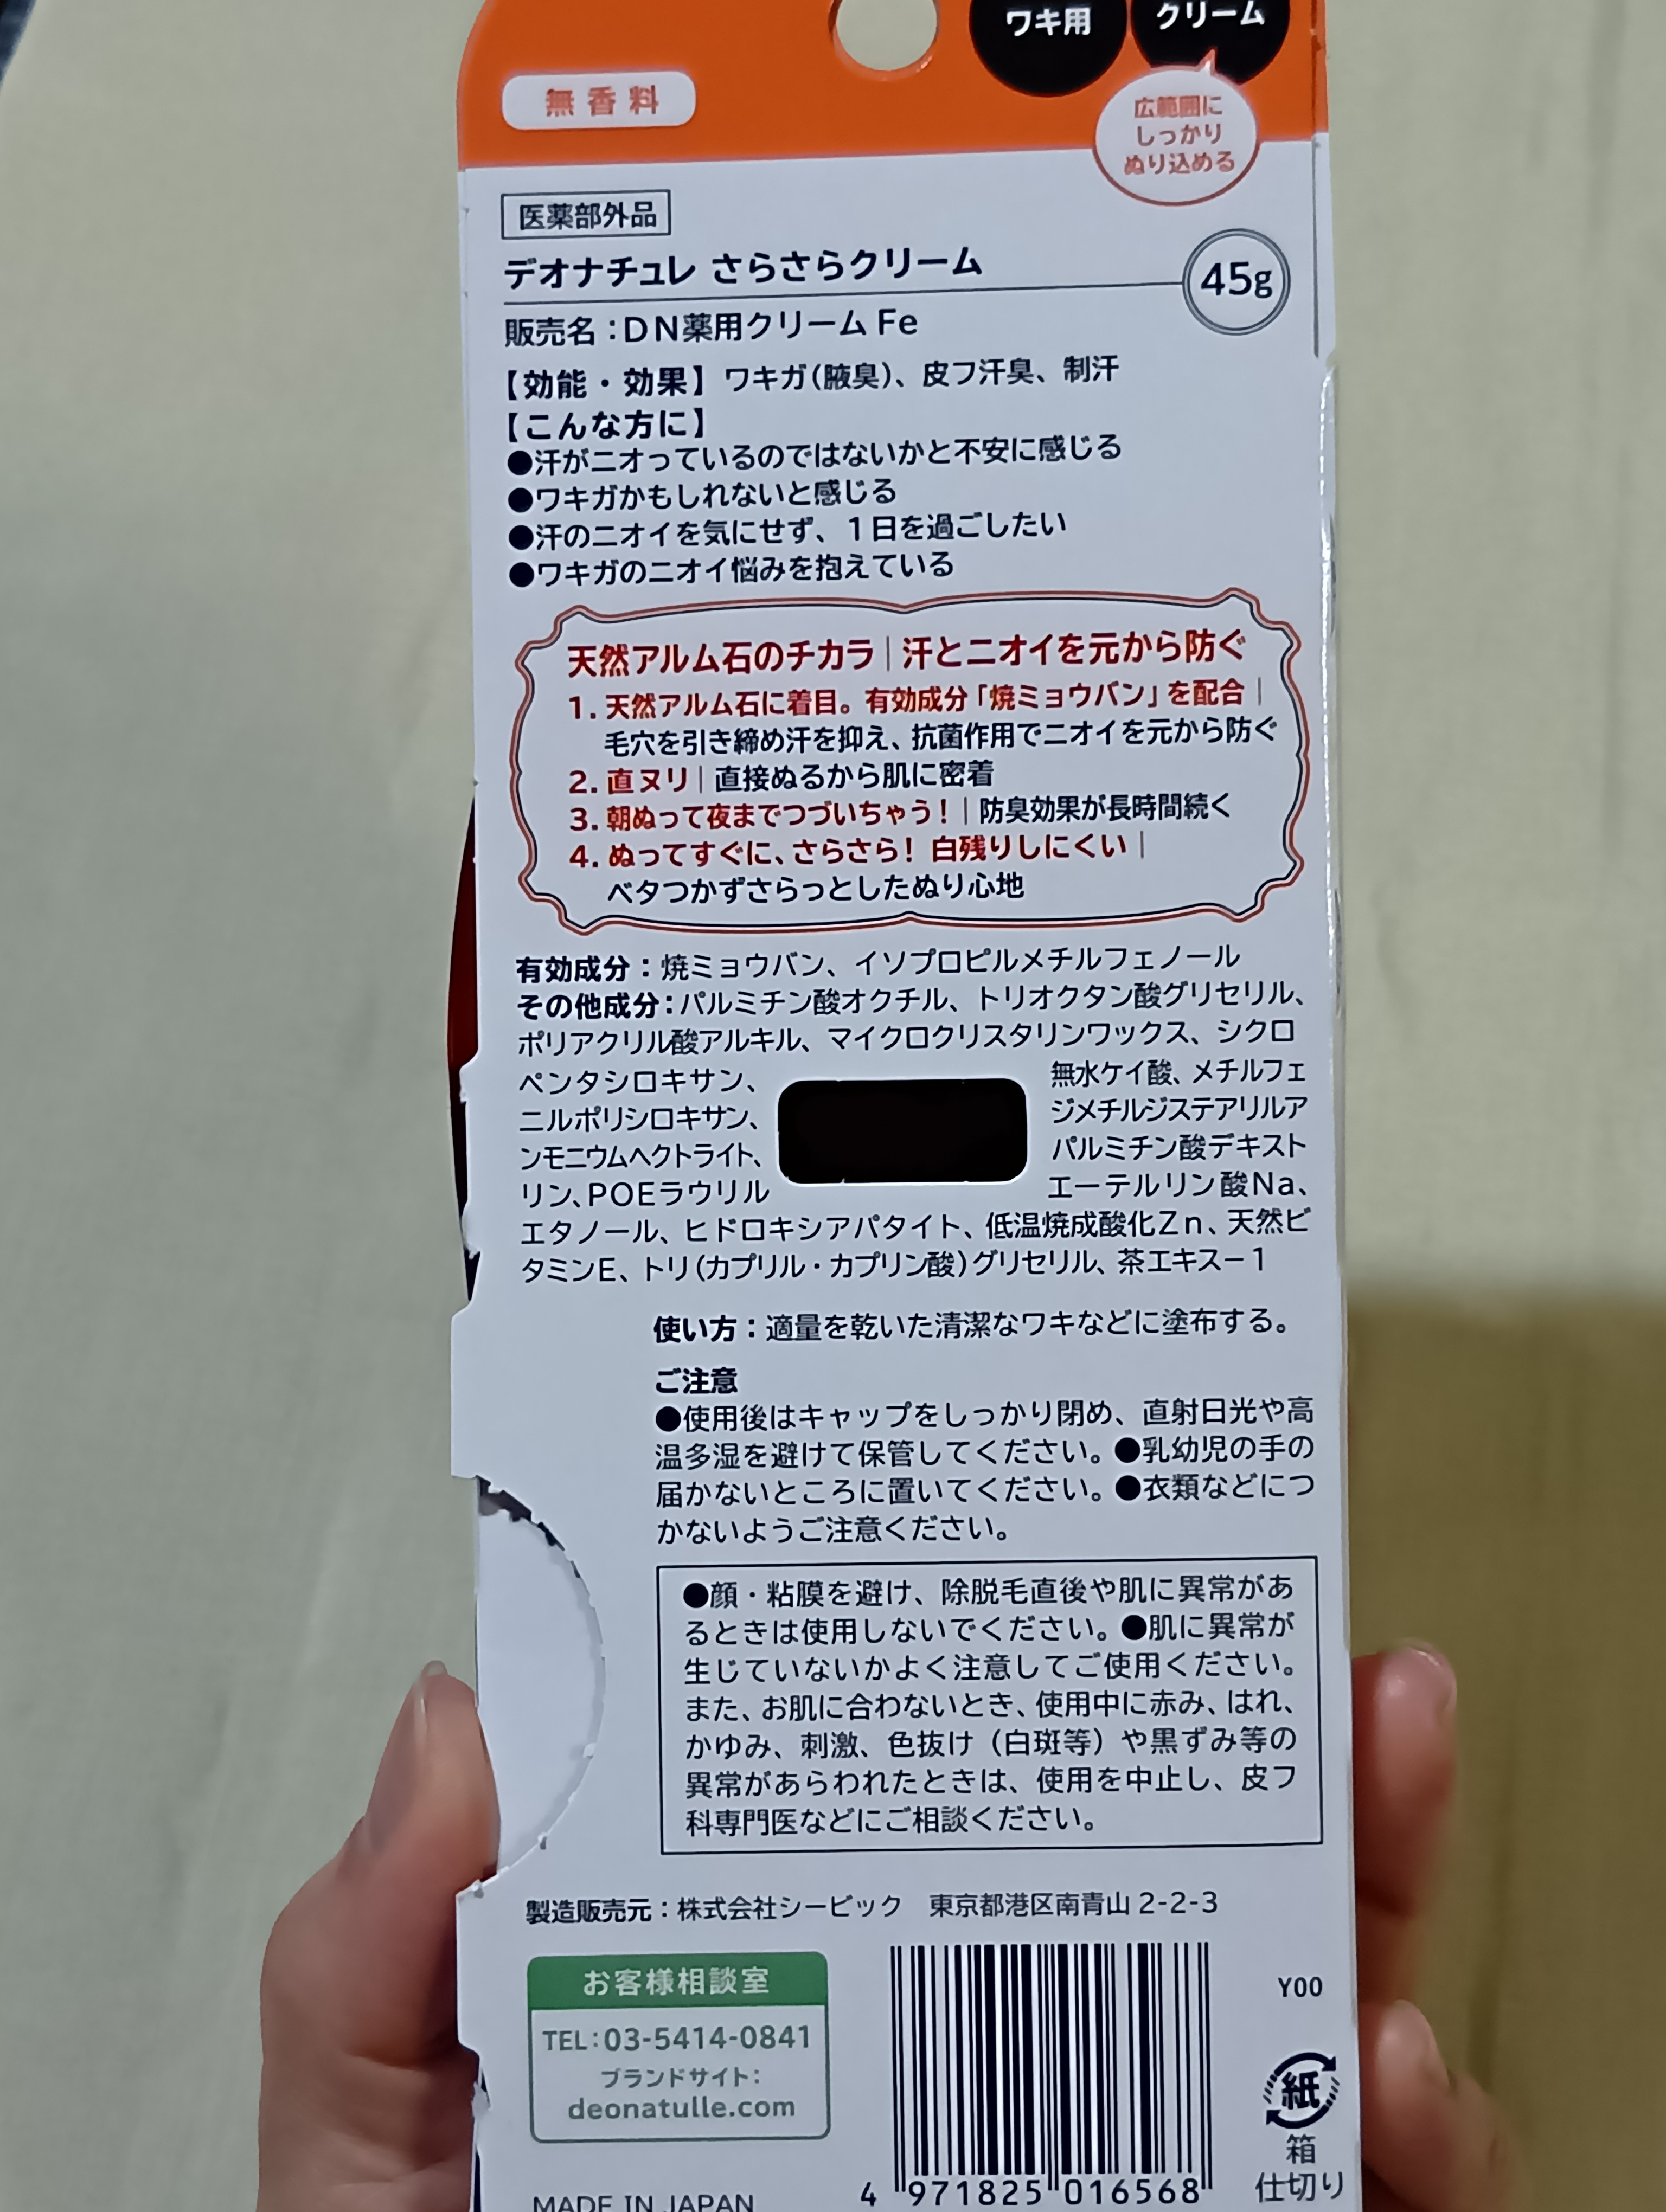 ワキ用 クリーム
無香料
広範囲に
しっかり
ぬり込める
医薬部外品
デオナチュレ さらさらクリーム
45g
販売名：DN薬用クリームFe
【効能・効果】ワキガ(腋臭)、皮フ汗臭、制汗
【こんな方に】
●汗がニオっているのではないかと不安に感じる
●ワキガかもしれないと感じる
●汗のニオイを気にせず、1日を過ごしたい
●ワキガのニオイ悩みを抱えている
天然アルム石のチカラ｜汗とニオイを元から防ぐ
1. 天然アルム石に着目。有効成分「焼ミョウバン」を配合｜
毛穴を引き締め汗を抑え、抗菌作用でニオイを元から防ぐ
2. 直ヌリ｜直接ぬるから肌に密着
3. 朝ぬって夜までつづいちゃう！｜防臭効果が長時間続く
4. ぬってすぐに、さらさら！ 白残りしにくい｜
ベタつかずさらっとしたぬり心地
有効成分：焼ミョウバン、イソプロピルメチルフェノール
その他成分：パルミチン酸オクチル、トリオクタン酸グリセリル、
ポリアクリル酸アルキル、マイクロクリスタリンワックス、シクロ
ペンタシロキサン、 無水ケイ酸、メチルフェ
ニルポリシロキサン、 ジメチルジステアリルア
ンモニウムヘクトライト、 パルミチン酸デキスト
リン、POEラウリル エーテルリン酸Na、
エタノール、ヒドロキシアパタイト、低温焼成酸化Zn、天然ビ
タミンE、トリ(カプリル・カプリン酸)グリセリル、茶エキス－1
使い方：適量を乾いた清潔なワキなどに塗布する。
ご注意
●使用後はキャップをしっかり閉め、直射日光や高
温多湿を避けて保管してください。●乳幼児の手の
届かないところに置いてください。●衣類などにつ
かないようご注意ください。
●顔・粘膜を避け、除脱毛直後や肌に異常があ
るときは使用しないでください。●肌に異常が
生じていないかよく注意してご使用ください。
また、お肌に合わないとき、使用中に赤み、はれ、
かゆみ、刺激、色抜け（白斑等）や黒ずみ等の
異常があらわれたときは、使用を中止し、皮フ
科専門医などにご相談ください。
製造販売元：株式会社シービック　東京都港区南青山2-2-3
お客様相談室
TEL：03-5414-0841
ブランドサイト：
deonatulle.com
MADE IN JAPAN
4 971825 016568
Y00
紙
箱
仕切り